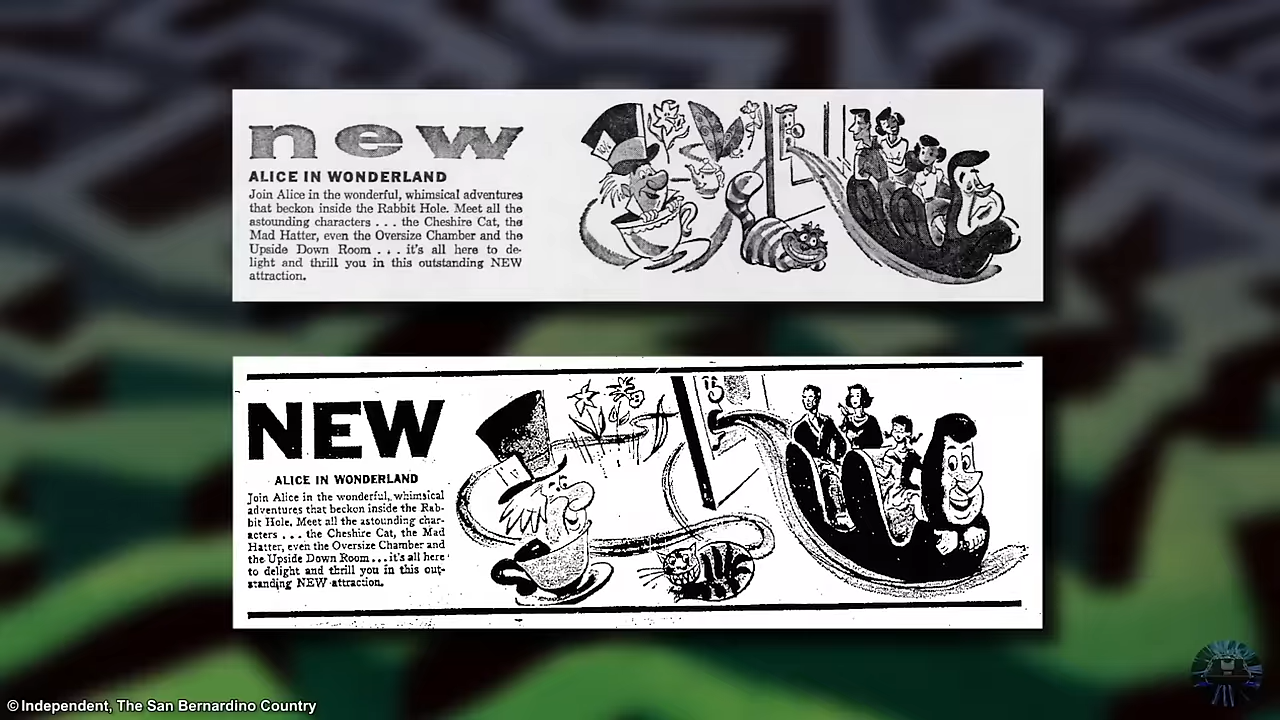 new
ALICE IN WONDERLAND
Join Alice in the wonderful, whimsical adventures
that beckon inside the Rabbit Hole. Meet all the
astounding characters . . . the Cheshire Cat, the
Mad Hatter, even the Oversize Chamber and the
Upside Down Room . . . it's all here to de-
light and thrill you in this outstanding NEW
attraction.
NEW
ALICE IN WONDERLAND
Join Alice in the wonderful, whimsical
adventures that beckon inside the Rab-
bit Hole, Meet all the astounding char-
acters . . . the Cheshire Cat, the Mad
Hatter, even the Oversize Chamber and
the Upside Down Room . . . it's all here
to delight and thrill you in this out-
standing NEW attraction.
©Independent, The San Bernardino Country